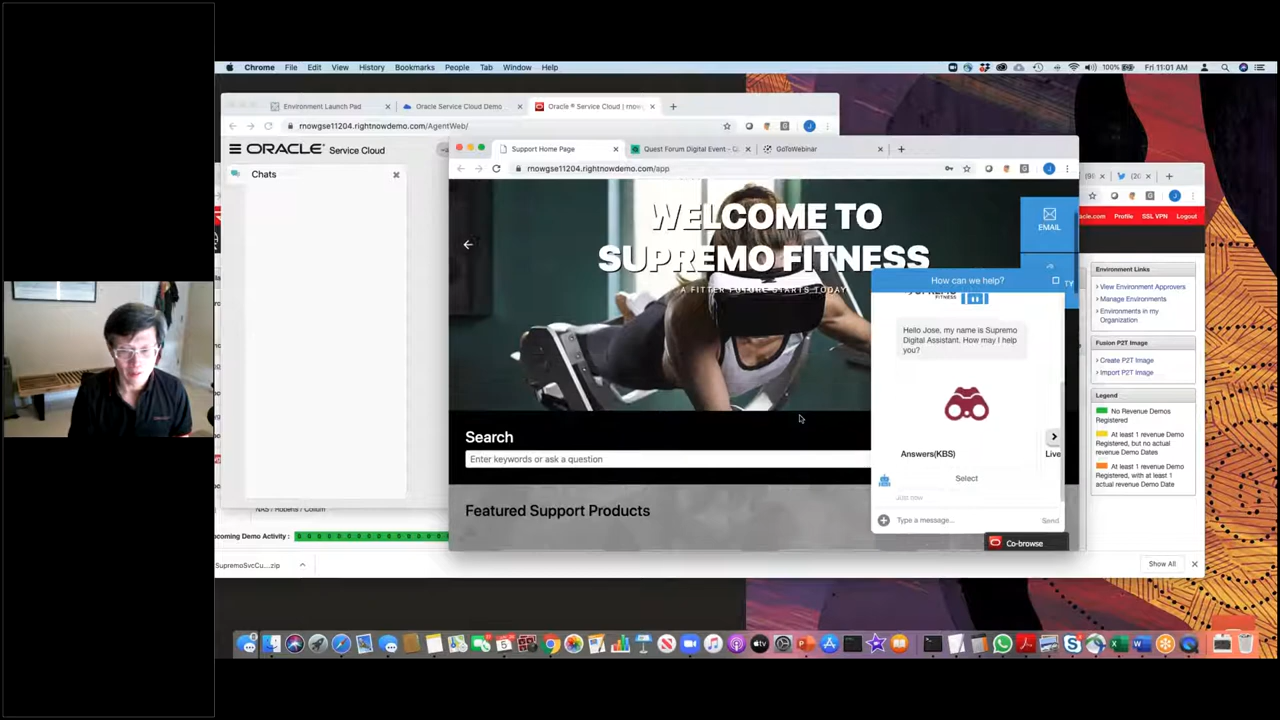 Chrome File Edit View History Bookmarks People Tab Window Help
100% Fri 11:01 AM
Environment Launch Pad
Oracle Service Cloud Demo
Oracle ® Service Cloud | rnow
rnowgse11204.rightnowdemo.com/AgentWeb/
ORACLE Service Cloud
Chats
Support Home Page
Quest Forum Digital Event - C
GoToWebinar
rnowgse11204.rightnowdemo.com/app
WELCOME TO
SUPREMO FITNESS
A FITTER FUTURE STARTS TODAY
EMAIL
How can we help?
FITNESS
Hello Jose, my name is Supremo
Digital Assistant. How may I help
you?
Answers(KBS)
Live
Select
Just now
Type a message...
Send
Co-browse
Search
Enter keywords or ask a question
Featured Support Products
Profile SSL VPN Logout
Environment Links
View Environment Approvers
Manage Environments
Environments in my
Organization
Fusion P2T Image
Create P2T Image
Import P2T Image
Legend
No Revenue Demos
Registered
At least 1 revenue Demo
Registered, but no actual
revenue Demo Dates
At least 1 revenue Demo
Registered, with at least 1
actual revenue Demo Date
coming Demo Activity :
SupremoSvcCu....zip
Show All